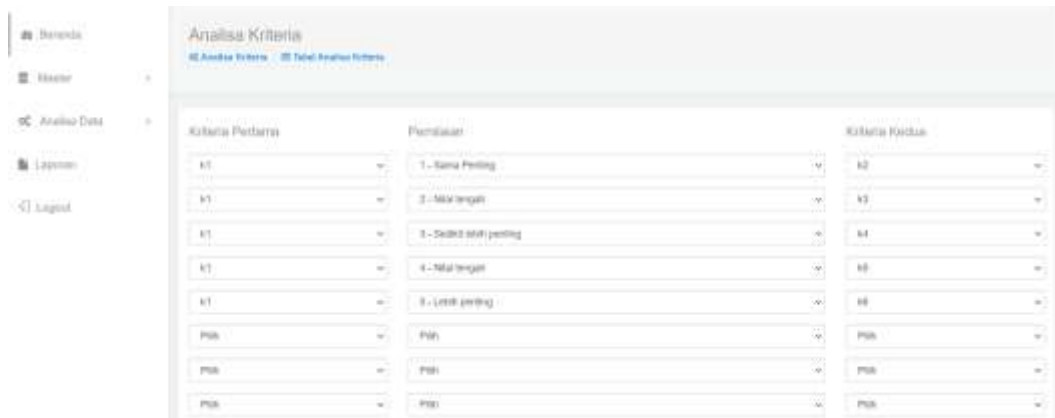 Beranda
Master
Analisa Data
Laporan
Logout
Analisa Kriteria
Analisa Kriteria Tabel Analisa Kriteria
Kriteria Pertama Penilaian Kriteria Kedua
k1 1 - Sama Penting k2
k1 2 - Nilai tengah k3
k1 3 - Sedikit lebih penting k4
k1 4 - Nilai tengah k5
k1 5 - Lebih penting k6
Pilih Pilih Pilih
Pilih Pilih Pilih
Pilih Pilih Pilih